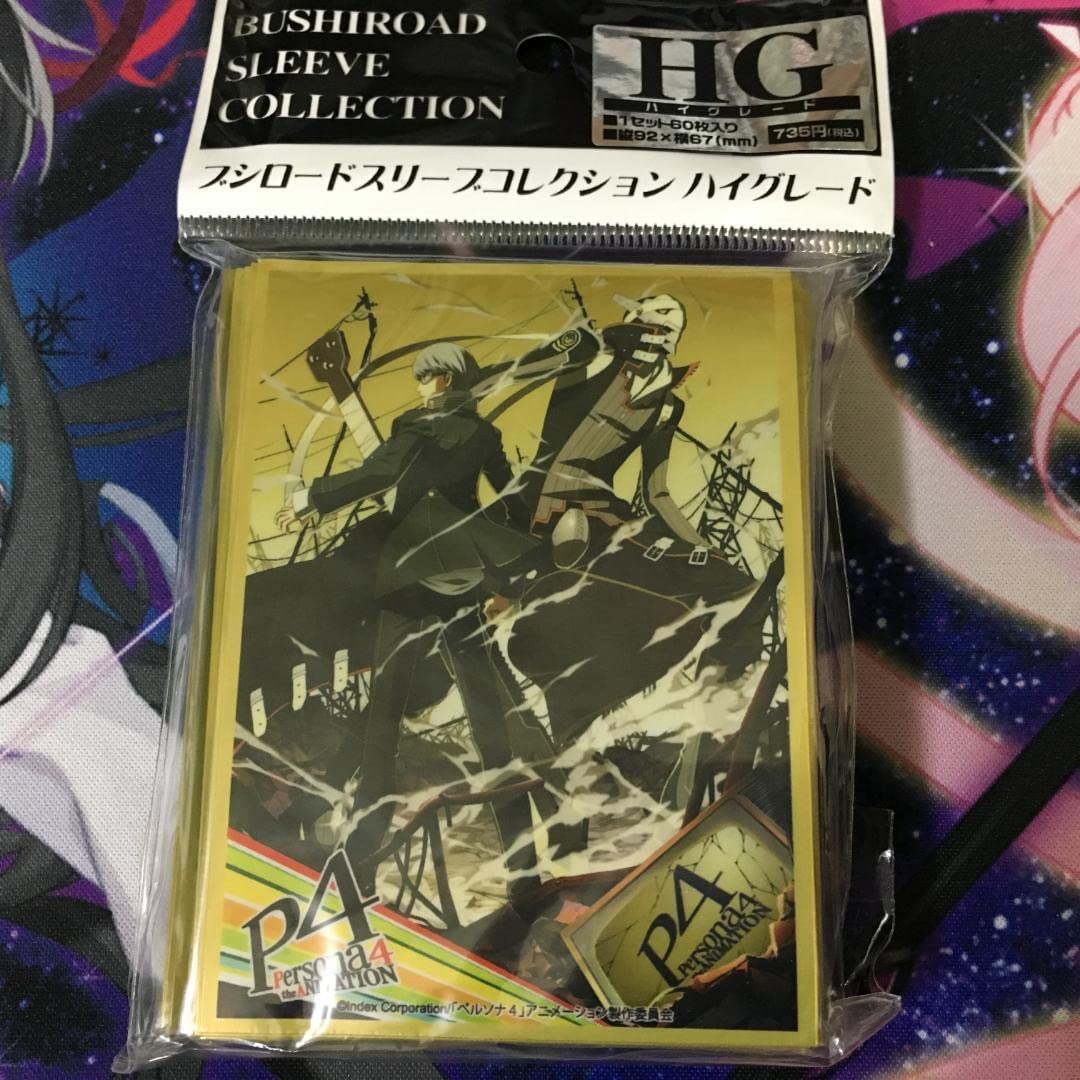 BUSHIROAD
SLEEVE
COLLECTION
HG
ハイグレード
■1セット60枚入り
■縦92×横67(mm)
735円(税込)
ブシロードスリーブコレクション ハイグレード
P4
Persona4
the ANIMATION
P4
Persona4
the ANIMATION
©Index Corporation/「ペルソナ4」アニメーション製作委員会